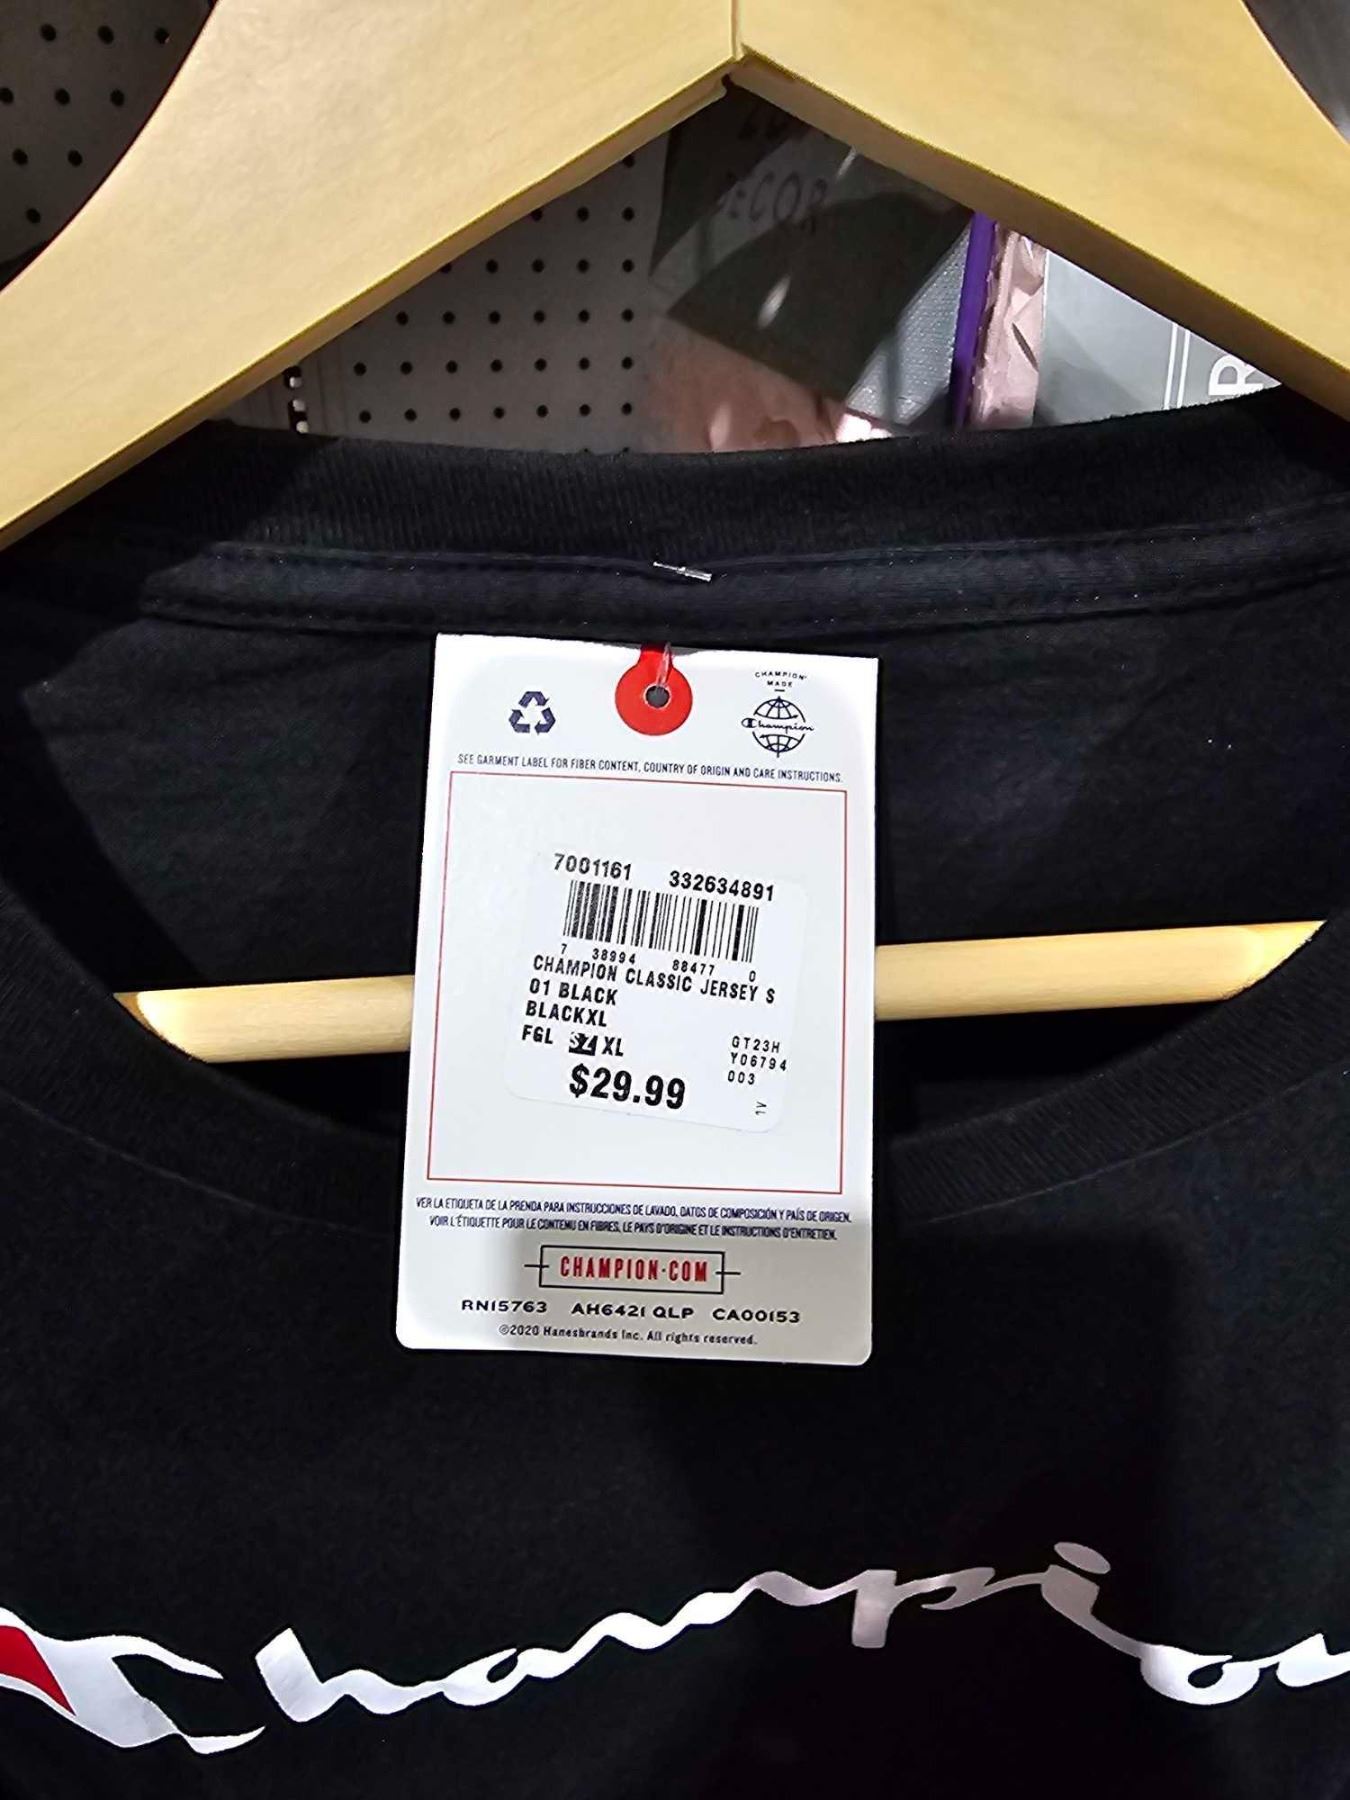 DECOR
R
CHAMPION
MADE
Champion
SEE GARMENT LABEL FOR FIBER CONTENT, COUNTRY OF ORIGIN AND CARE INSTRUCTIONS.
7001161 332634891
7 38994 88477 0
CHAMPION CLASSIC JERSEY S
01 BLACK
BLACKXL
FGL SZ XL
GT23H
Y06794
003
$29.99
1V
VER LA ETIQUETA DE LA PRENDA PARA INSTRUCCIONES DE LAVADO, DATOS DE COMPOSICIÓN Y PAÍS DE ORIGEN.
VOIR L'ÉTIQUETTE POUR LE CONTENU EN FIBRES, LE PAYS D'ORIGINE ET LE INSTRUCTIONS D'ENTRETIEN.
CHAMPION·COM
RN15763 AH6421 QLP CA00153
©2020 Hanesbrands Inc. All rights reserved.
Champion